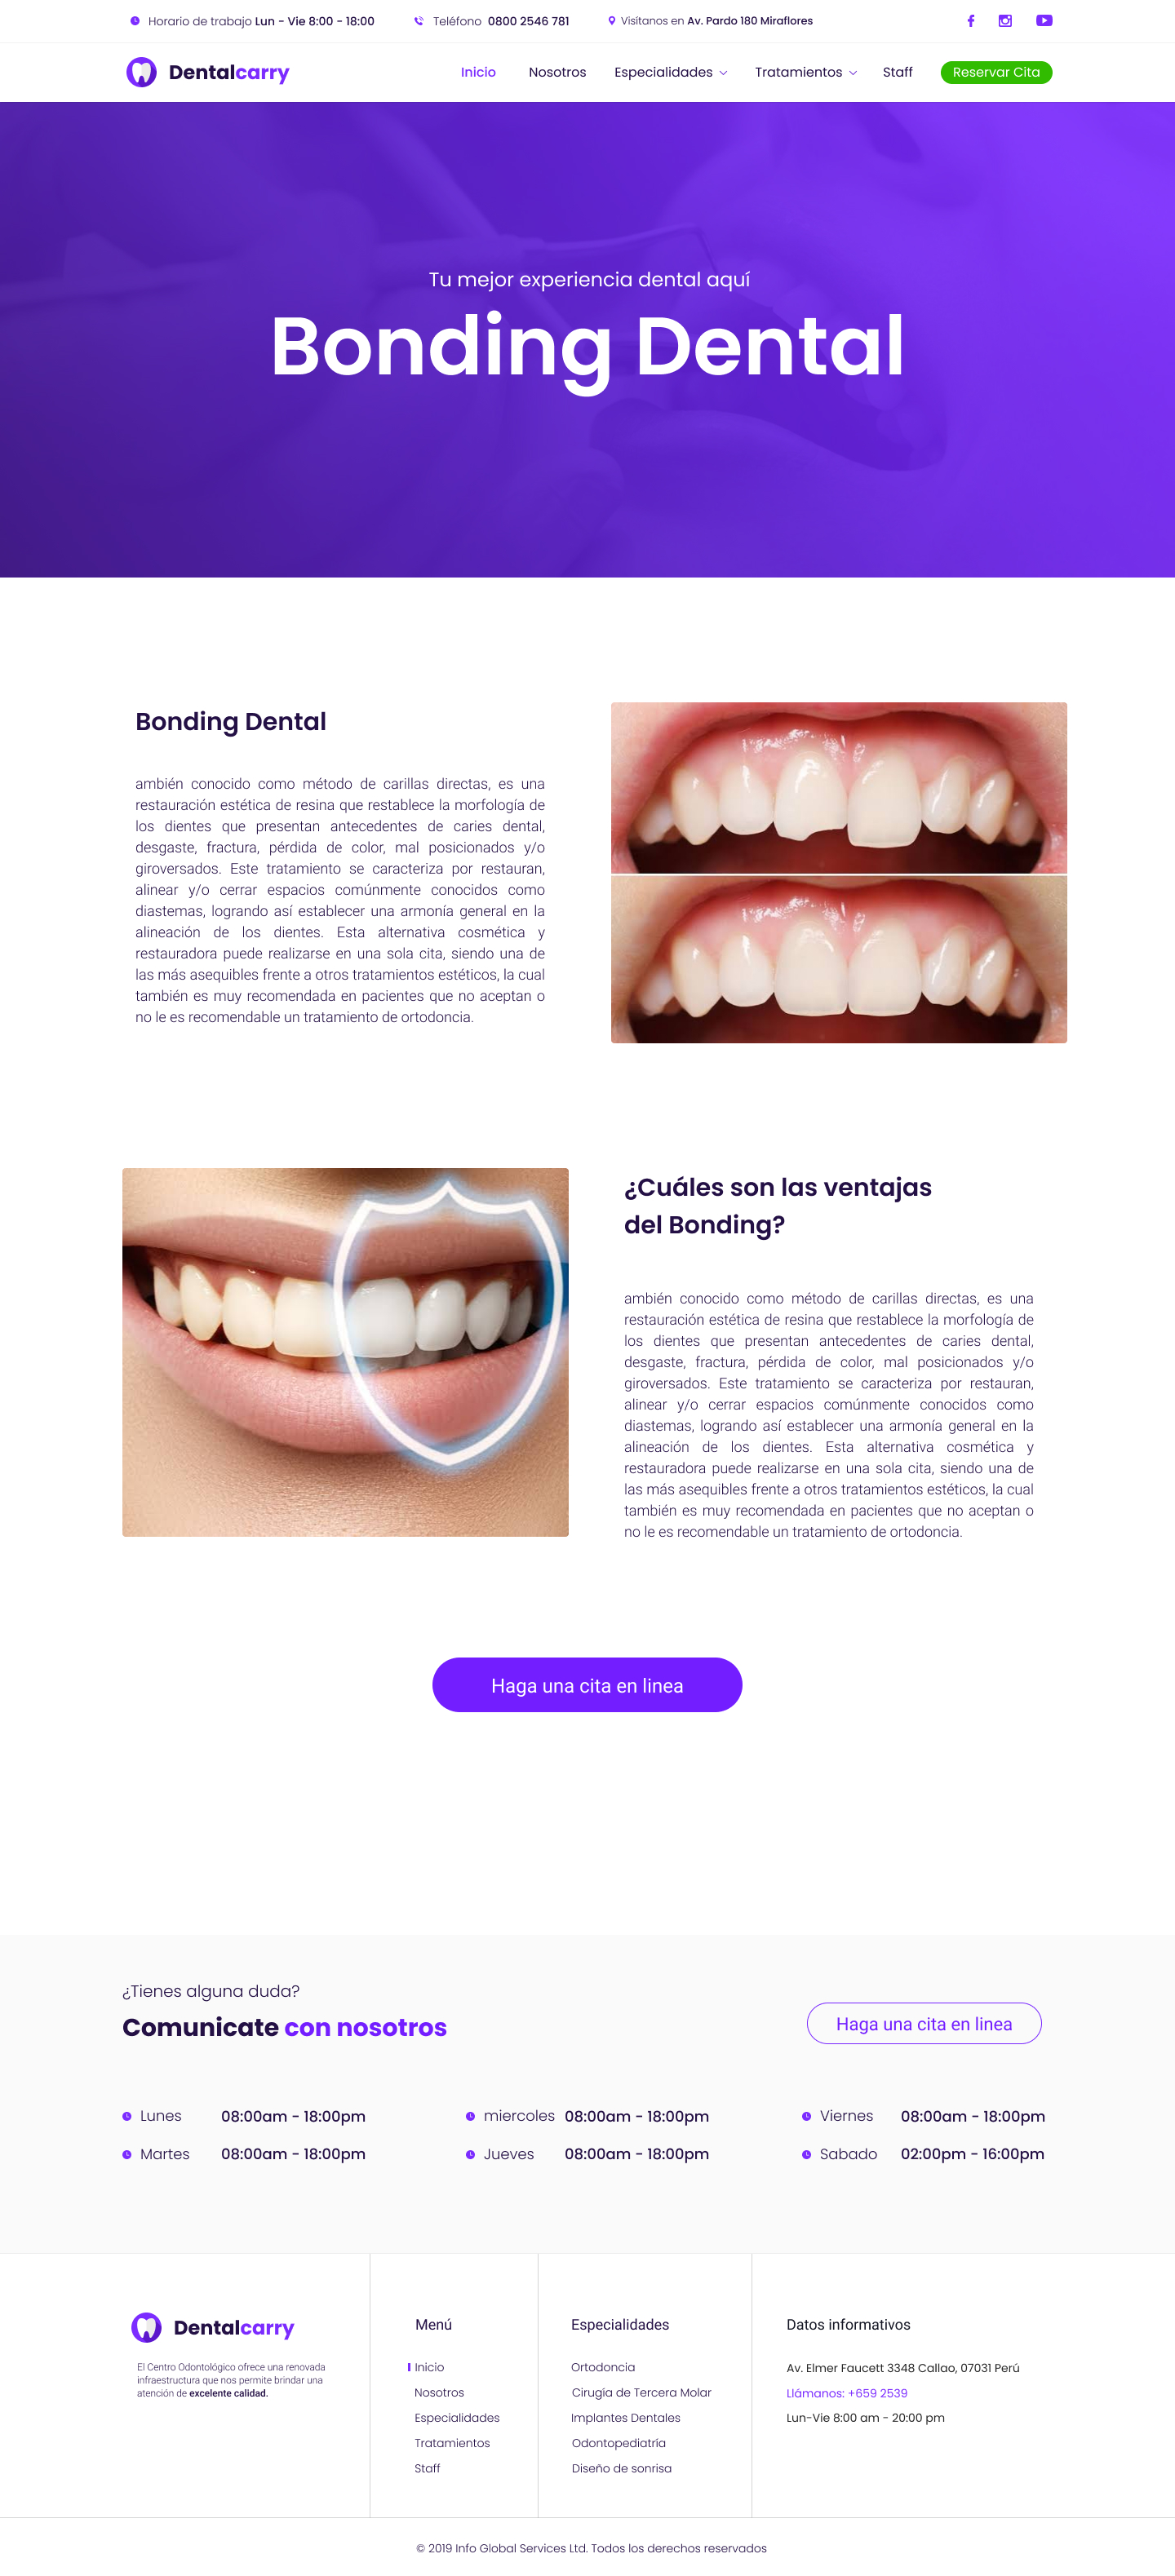 Horario de trabajo Lun - Vie 8:00 - 18:00 Teléfono 0800 2546 781 Visítanos en Av. Pardo 180 Miraflores
Dentalcarry Inicio Nosotros Especialidades Tratamientos Staff Reservar Cita
Tu mejor experiencia dental aquí
Bonding Dental
Bonding Dental
ambién conocido como método de carillas directas, es una
restauración estética de resina que restablece la morfología de
los dientes que presentan antecedentes de caries dental,
desgaste, fractura, pérdida de color, mal posicionados y/o
giroversados. Este tratamiento se caracteriza por restauran,
alinear y/o cerrar espacios comúnmente conocidos como
diastemas, logrando así establecer una armonía general en la
alineación de los dientes. Esta alternativa cosmética y
restauradora puede realizarse en una sola cita, siendo una de
las más asequibles frente a otros tratamientos estéticos, la cual
también es muy recomendada en pacientes que no aceptan o
no le es recomendable un tratamiento de ortodoncia.
¿Cuáles son las ventajas
del Bonding?
ambién conocido como método de carillas directas, es una
restauración estética de resina que restablece la morfología de
los dientes que presentan antecedentes de caries dental,
desgaste, fractura, pérdida de color, mal posicionados y/o
giroversados. Este tratamiento se caracteriza por restauran,
alinear y/o cerrar espacios comúnmente conocidos como
diastemas, logrando así establecer una armonía general en la
alineación de los dientes. Esta alternativa cosmética y
restauradora puede realizarse en una sola cita, siendo una de
las más asequibles frente a otros tratamientos estéticos, la cual
también es muy recomendada en pacientes que no aceptan o
no le es recomendable un tratamiento de ortodoncia.
Haga una cita en linea
¿Tienes alguna duda?
Comunicate con nosotros
Haga una cita en linea
Lunes 08:00am - 18:00pm miercoles 08:00am - 18:00pm Viernes 08:00am - 18:00pm
Martes 08:00am - 18:00pm Jueves 08:00am - 18:00pm Sabado 02:00pm - 16:00pm
Dentalcarry
El Centro Odontológico ofrece una renovada
infraestructura que nos permite brindar una
atención de excelente calidad.
Menú
Inicio
Nosotros
Especialidades
Tratamientos
Staff
Especialidades
Ortodoncia
Cirugía de Tercera Molar
Implantes Dentales
Odontopediatría
Diseño de sonrisa
Datos informativos
Av. Elmer Faucett 3348 Callao, 07031 Perú
Llámanos: +659 2539
Lun-Vie 8:00 am - 20:00 pm
© 2019 Info Global Services Ltd. Todos los derechos reservados